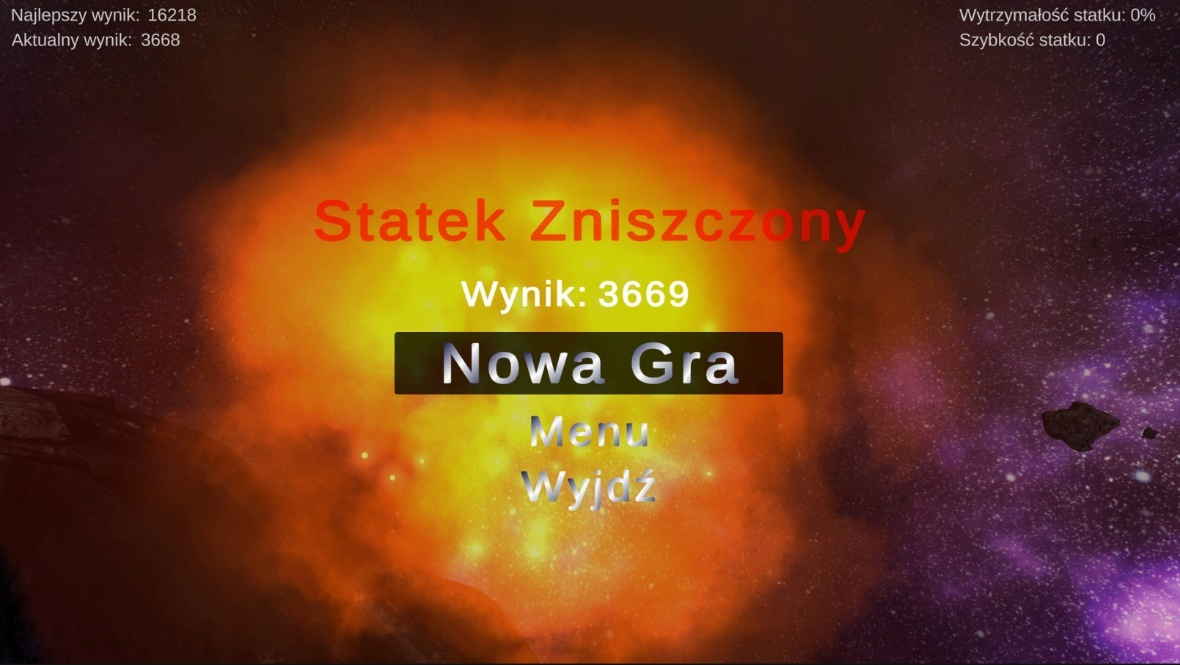 Najlepszy wynik: 16218
Aktualny wynik: 3668
Wytrzymałość statku: 0%
Szybkość statku: 0
Statek Zniszczony
Wynik: 3669
Nowa Gra
Menu
Wyjdź